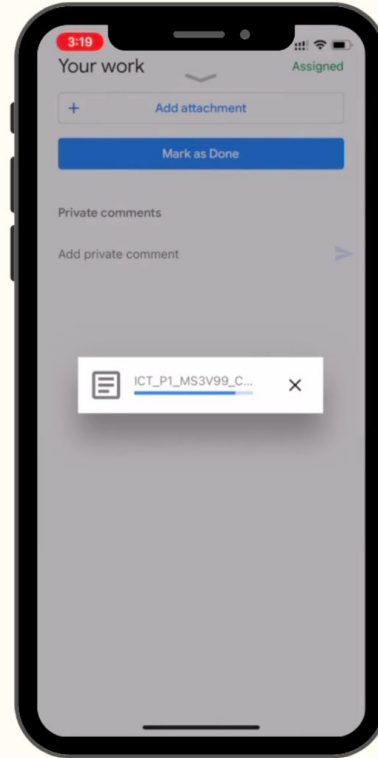 3:19
Your work
Assigned
+ Add attachment
Mark as Done
Private comments
Add private comment
ICT_P1_MS3V99_C...